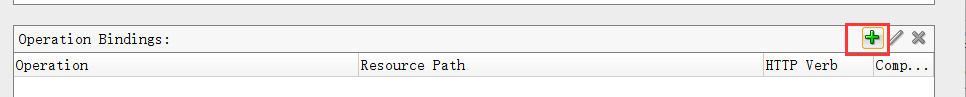 Operation Bindings:
Operation Resource Path HTTP Verb Comp...